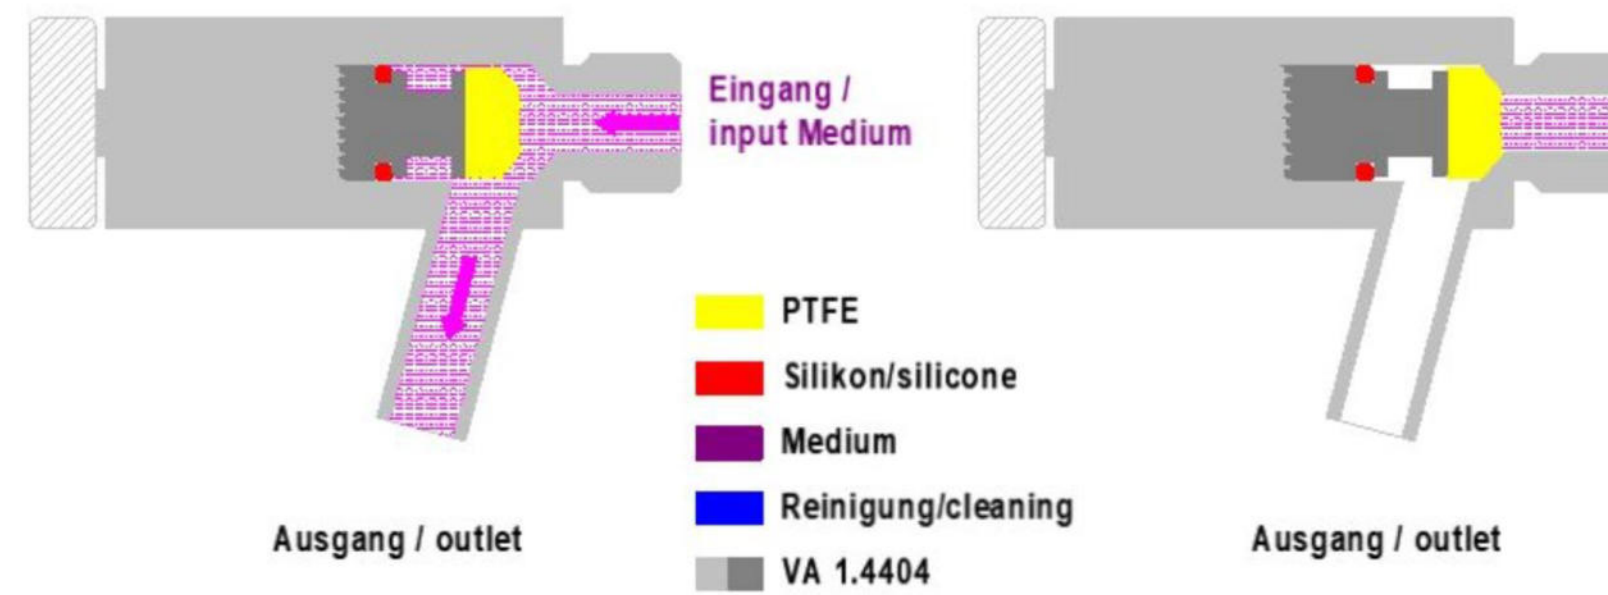 Eingang /
input Medium
PTFE
Silikon/silicone
Medium
Reinigung/cleaning
VA 1.4404
Ausgang / outlet
Ausgang / outlet